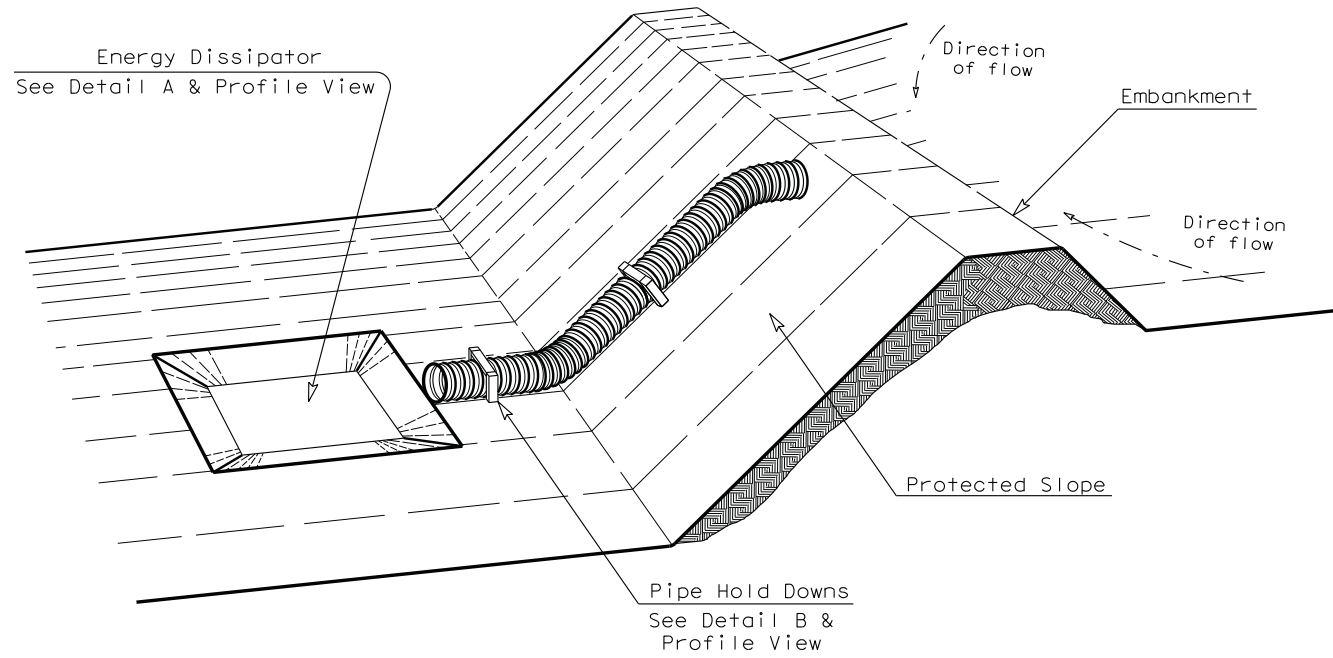 Energy Dissipator
See Detail A & Profile View
Direction
of flow
Embankment
Direction
of flow
Protected Slope
Pipe Hold Downs
See Detail B &
Profile View